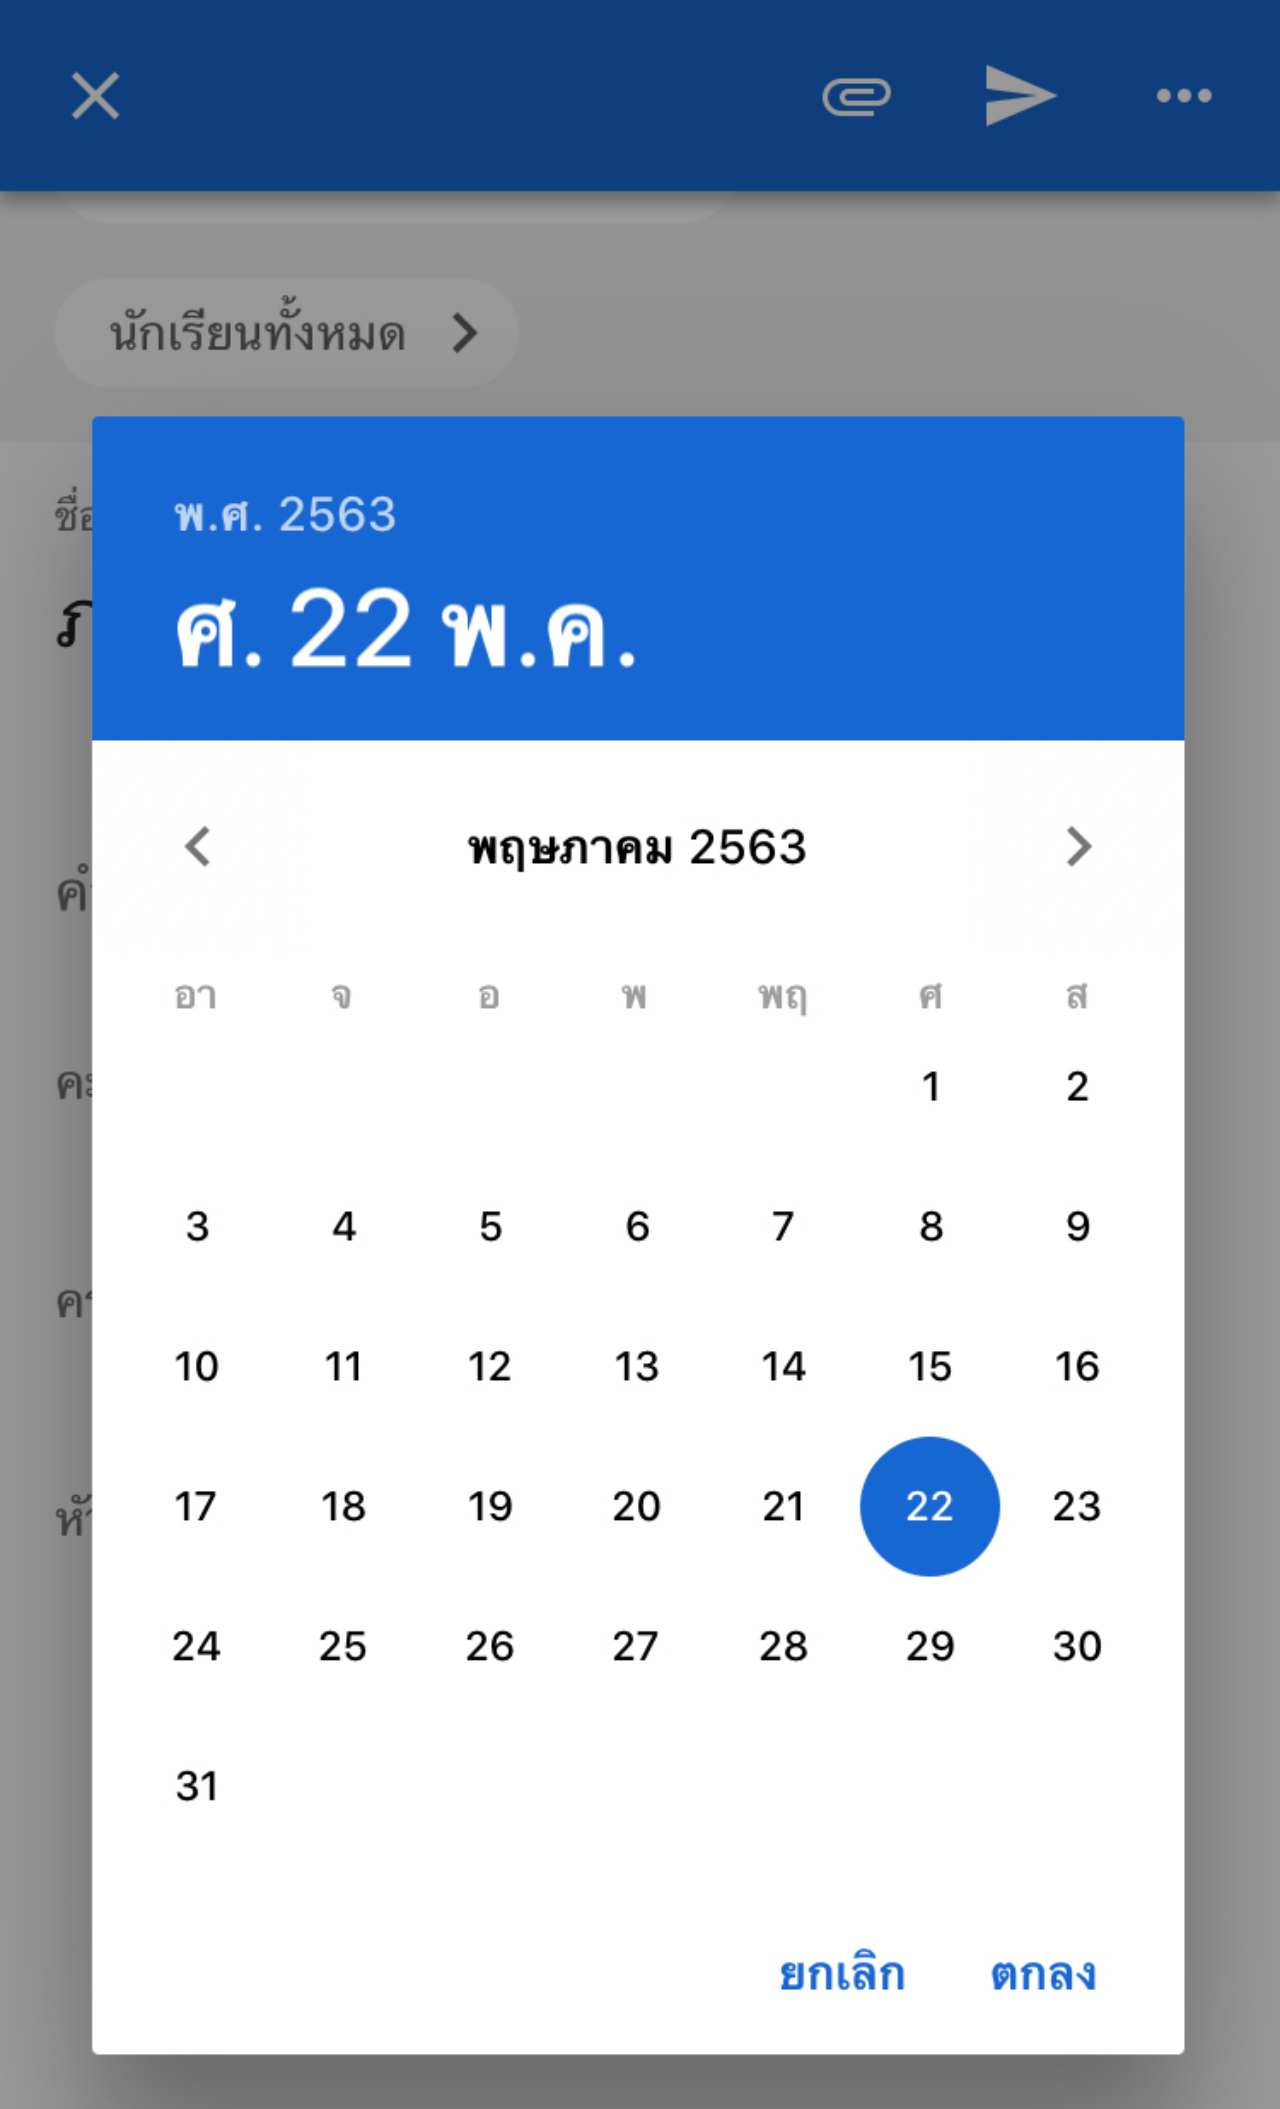 นักเรียนทั้งหมด
พ.ศ. 2563
ศ. 22 พ.ค.
พฤษภาคม 2563
อา จ อ พ พฤ ศ ส
1 2
3 4 5 6 7 8 9
10 11 12 13 14 15 16
17 18 19 20 21 22 23
24 25 26 27 28 29 30
31
ยกเลิก ตกลง